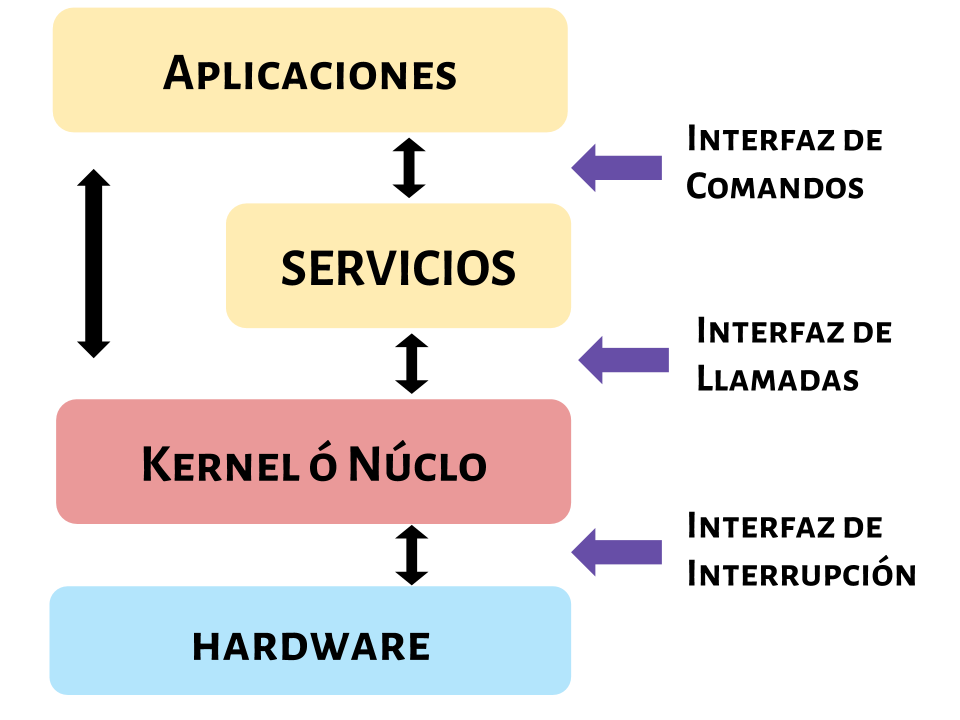 Aplicaciones
Interfaz de
Comandos
SERVICIOS
Interfaz de
Llamadas
Kernel ó Núclo
Interfaz de
Interrupción
HARDWARE